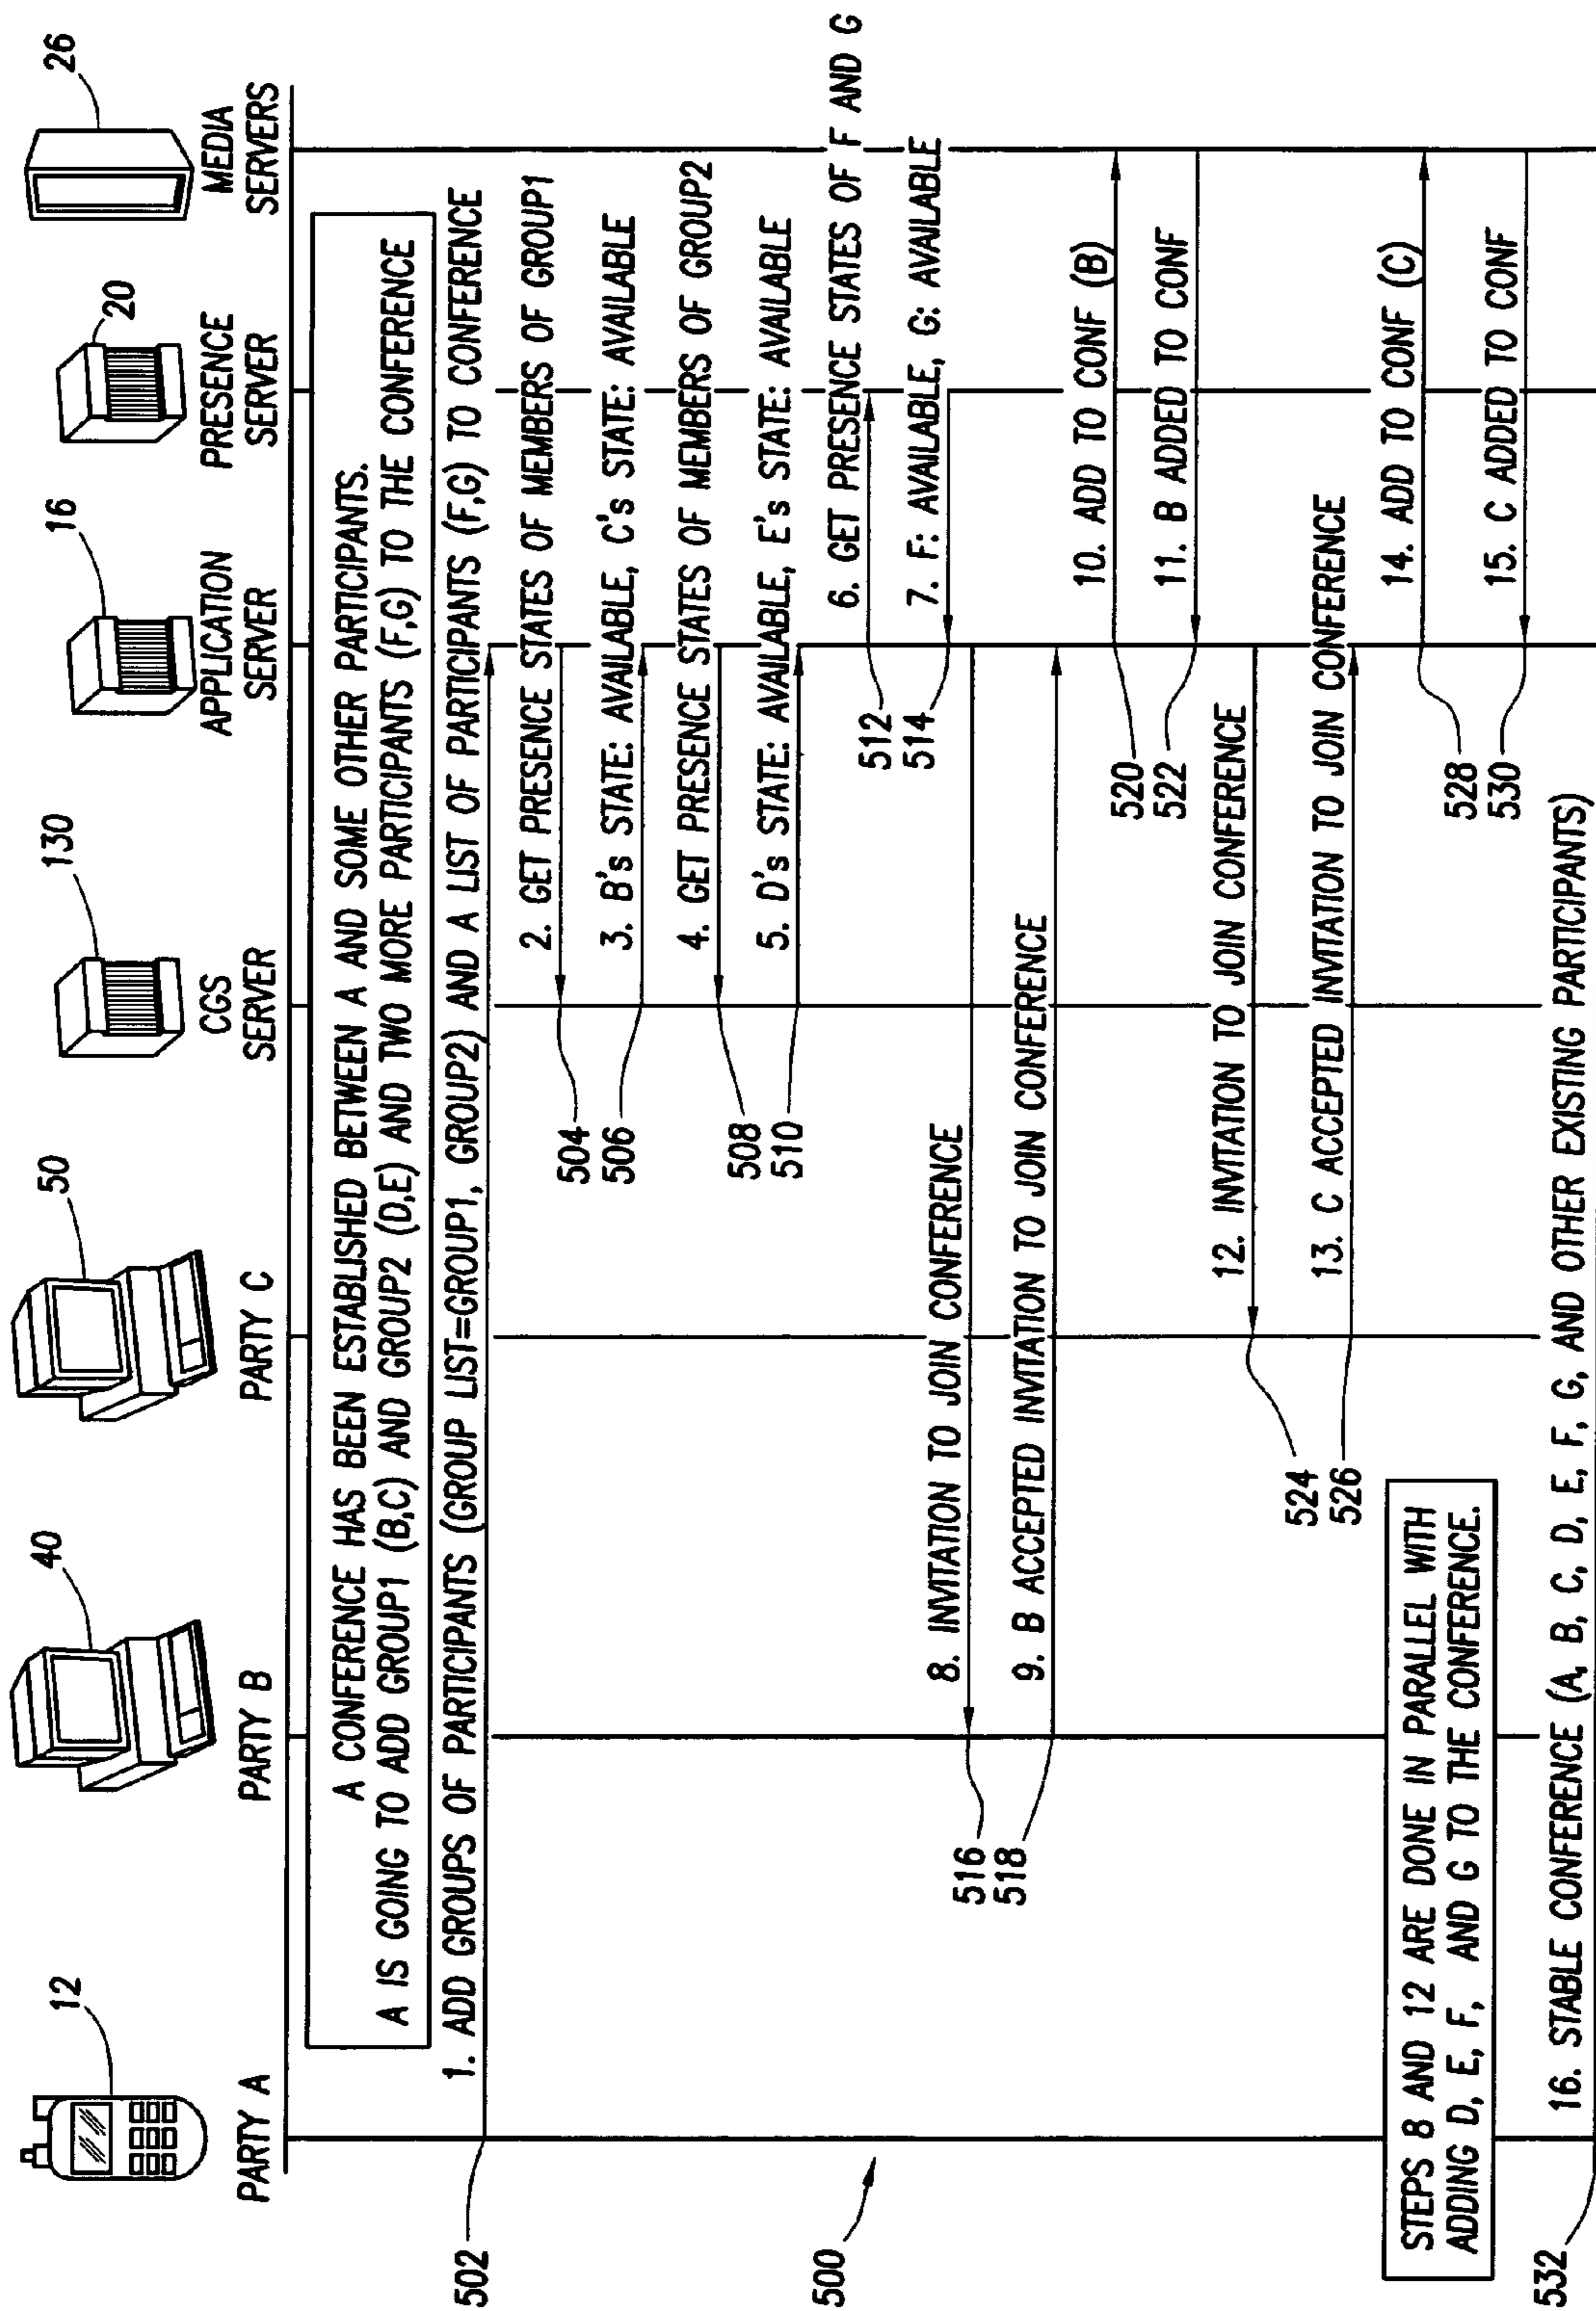 12
40
50
130
16
20
26
PARTY A
PARTY B
PARTY C
CGS
SERVER
APPLICATION
SERVER
PRESENCE
SERVER
MEDIA
SERVERS
A CONFERENCE HAS BEEN ESTABLISHED BETWEEN A AND SOME OTHER PARTICIPANTS.
A IS GOING TO ADD GROUP1 (B,C) AND GROUP2 (D,E) AND TWO MORE PARTICIPANTS (F,G) TO THE CONFERENCE
1. ADD GROUPS OF PARTICIPANTS (GROUP LIST=GROUP1, GROUP2) AND A LIST OF PARTICIPANTS (F,G) TO CONFERENCE
502
2. GET PRESENCE STATES OF MEMBERS OF GROUP1
504
3. B's STATE: AVAILABLE, C's STATE: AVAILABLE
506
4. GET PRESENCE STATES OF MEMBERS OF GROUP2
508
5. D's STATE: AVAILABLE, E's STATE: AVAILABLE
510
6. GET PRESENCE STATES OF F AND G
512
7. F: AVAILABLE, G: AVAILABLE
514
500
8. INVITATION TO JOIN CONFERENCE
516
9. B ACCEPTED INVITATION TO JOIN CONFERENCE
518
10. ADD TO CONF (B)
520
11. B ADDED TO CONF
522
12. INVITATION TO JOIN CONFERENCE
524
13. C ACCEPTED INVITATION TO JOIN CONFERENCE
526
14. ADD TO CONF (C)
528
15. C ADDED TO CONF
530
STEPS 8 AND 12 ARE DONE IN PARALLEL WITH
ADDING D, E, F, AND G TO THE CONFERENCE.
16. STABLE CONFERENCE (A, B, C, D, E, F, G, AND OTHER EXISTING PARTICIPANTS)
532